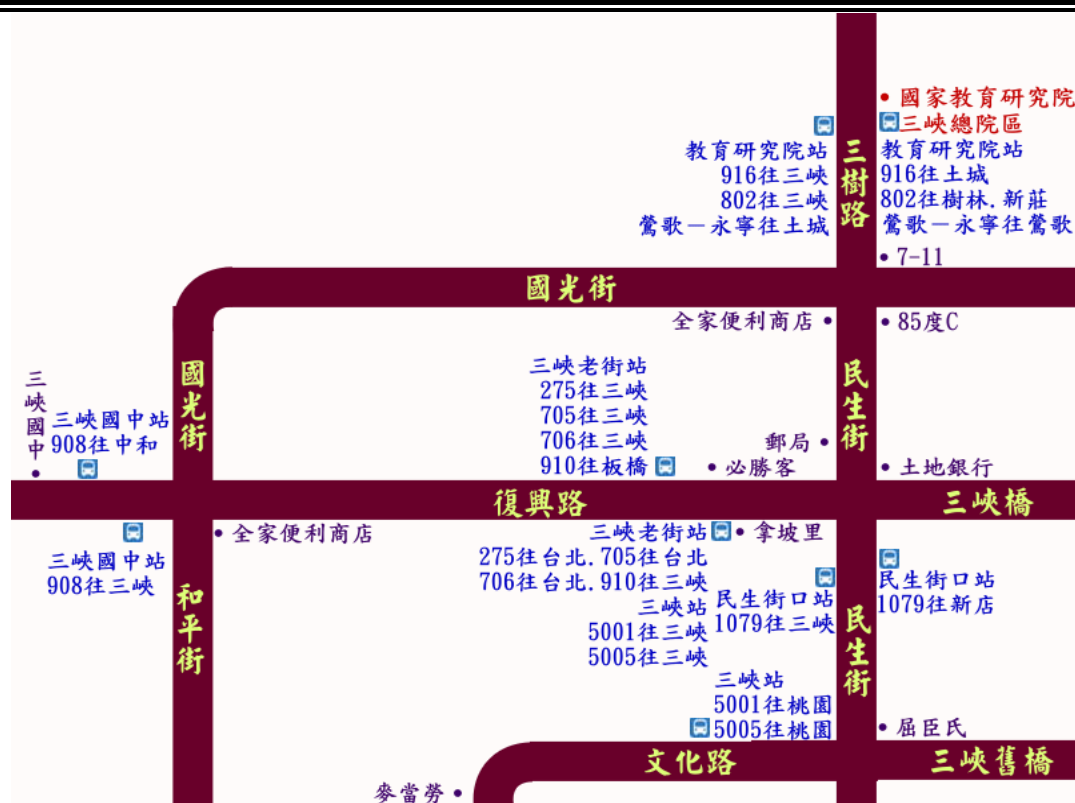 國家教育研究院
三峽總院區
教育研究院站
916往三峽
802往三峽
鶯歌－永寧往土城
三樹路
教育研究院站
916往土城
802往樹林.新莊
鶯歌－永寧往鶯歌
7-11
國光街
全家便利商店
85度C
三峽國中
三峽國中站
908往中和
國光街
三峽老街站
275往三峽
705往三峽
706往三峽
910往板橋
郵局
必勝客
民生街
土地銀行
復興路
三峽橋
三峽國中站
908往三峽
全家便利商店
和平街
三峽老街站
275往台北.705往台北
706往台北.910往三峽
三峽站
5001往三峽
5005往三峽
拿坡里
民生街口站
1079往三峽
民生街口站
1079往新店
民生街
三峽站
5001往桃園
5005往桃園
屈臣氏
文化路
三峽舊橋
麥當勞